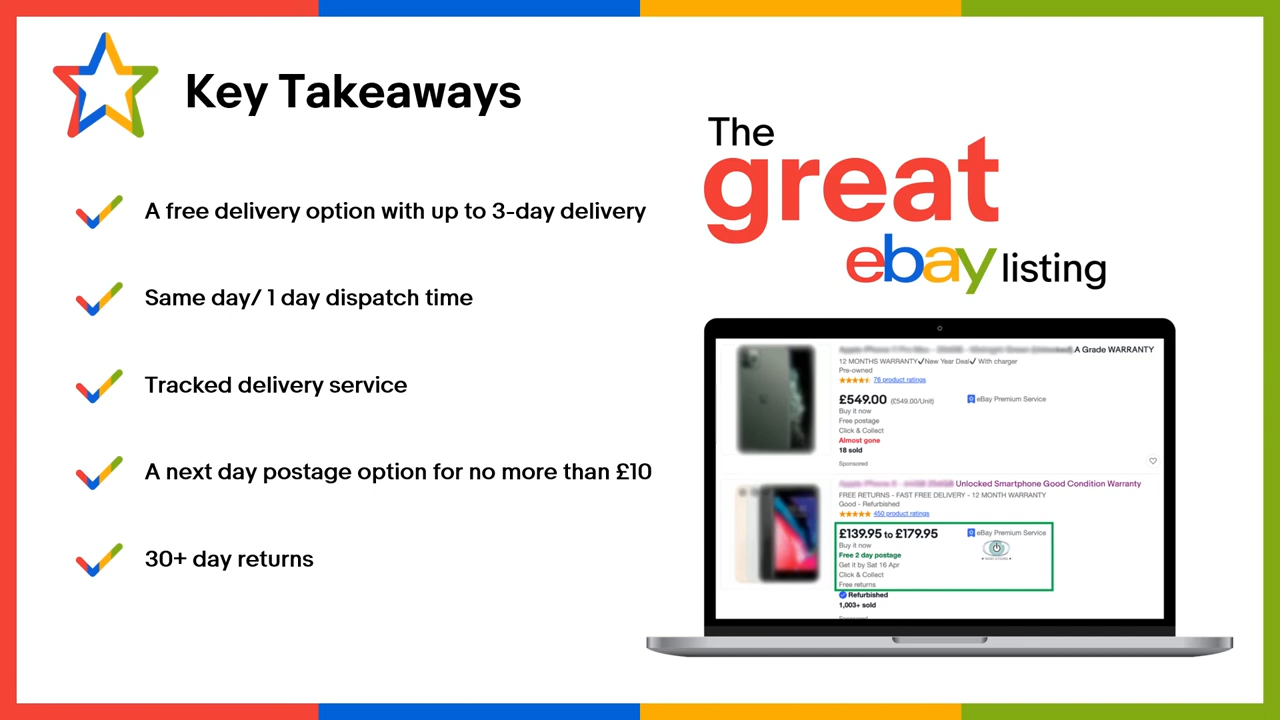 Key Takeaways
A free delivery option with up to 3-day delivery
Same day/ 1 day dispatch time
Tracked delivery service
A next day postage option for no more than £10
30+ day returns
The
great
ebay listing
A Grade WARRANTY
12 MONTHS WARRANTY✓New Year Deal✓ With charger
Pre-owned
76 product ratings
£549.00 (£549.00/Unit)
eBay Premium Service
Buy it now
Free postage
Click & Collect
Almost gone
18 sold
Sponsored
Unlocked Smartphone Good Condition Warranty
FREE RETURNS - FAST FREE DELIVERY - 12 MONTH WARRANTY
Good - Refurbished
450 product ratings
£139.95 to £179.95
eBay Premium Service
Buy it now
Free 2 day postage
Get it by Sat 16 Apr
Click & Collect
Free returns
Refurbished
1,003+ sold